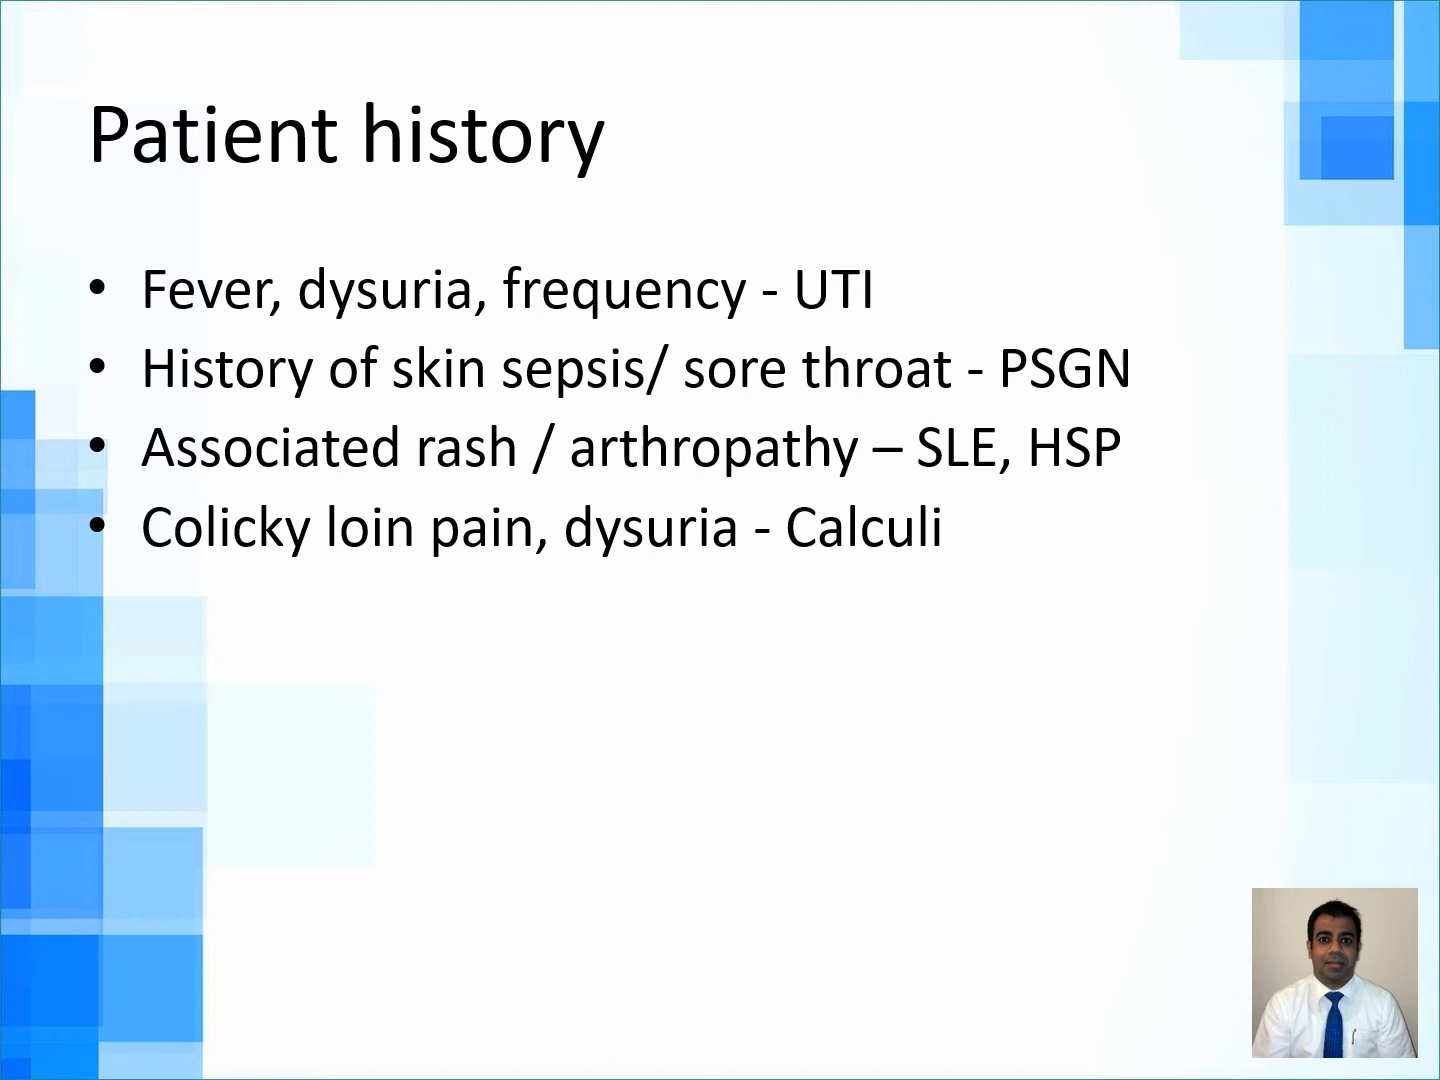 Patient history
• Fever, dysuria, frequency - UTI
• History of skin sepsis/ sore throat - PSGN
• Associated rash / arthropathy – SLE, HSP
• Colicky loin pain, dysuria - Calculi